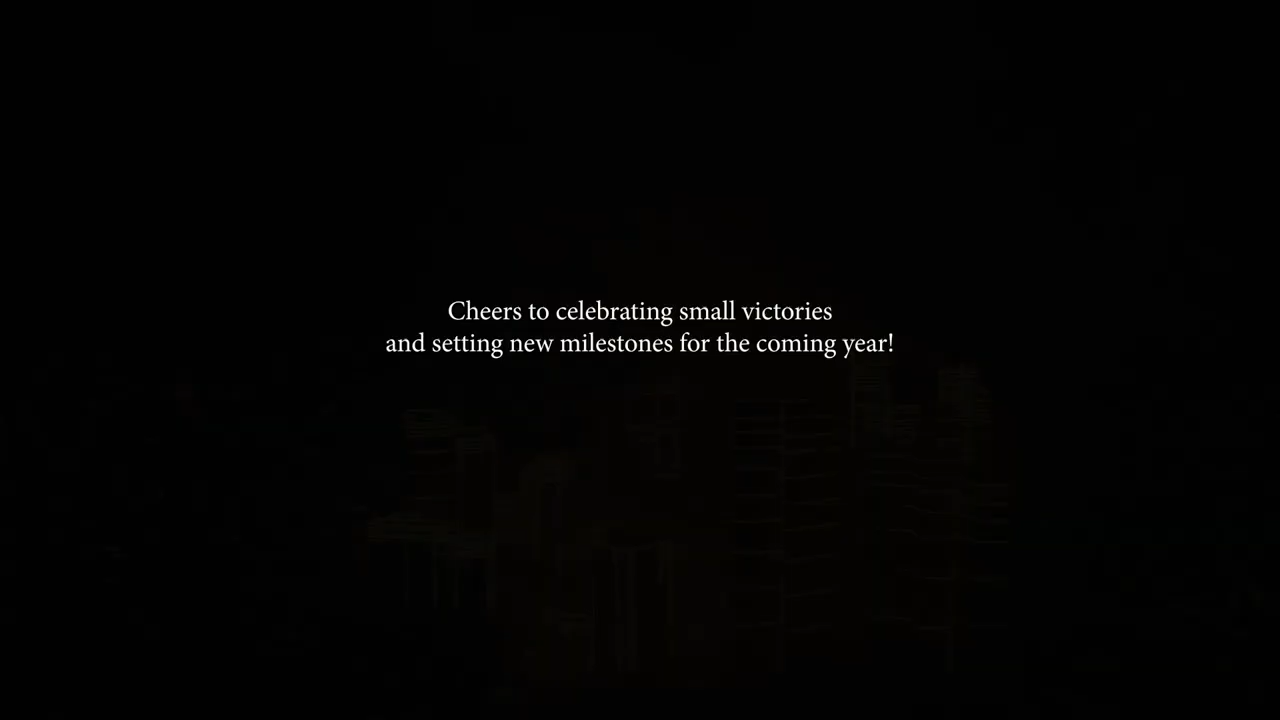 Cheers to celebrating small victories
and setting new milestones for the coming year!